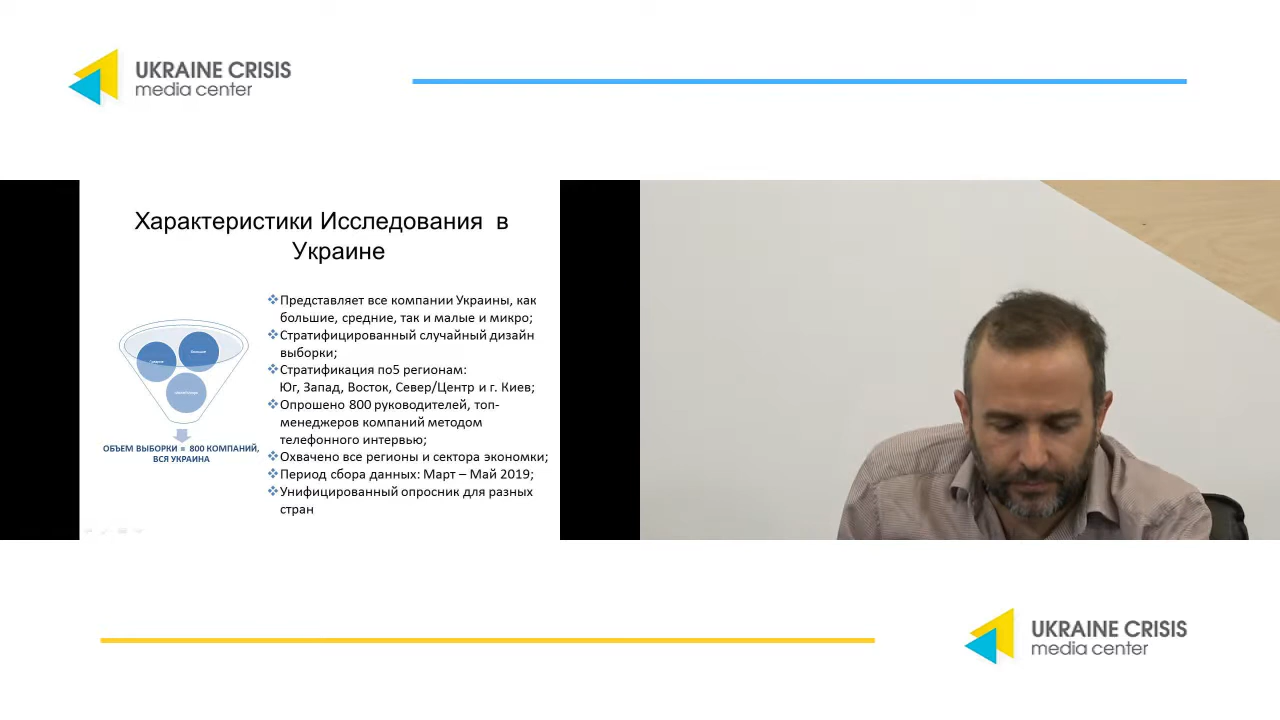 UKRAINE CRISIS
media center
Характеристики Исследования в
Украине
Представляет все компании Украины, как
большие, средние, так и малые и микро;
Стратифицированный случайный дизайн
выборки;
Стратификация по5 регионам:
Юг, Запад, Восток, Север/Центр и г. Киев;
Опрошено 800 руководителей, топ-
менеджеров компаний методом
телефонного интервью;
Охвачено все регионы и сектора экономки;
Период сбора данных: Март – Май 2019;
Унифицированный опросник для разных
стран
ОБЪЕМ ВЫБОРКИ = 800 КОМПАНИЙ,
ВСЯ УКРАИНА
UKRAINE CRISIS
media center